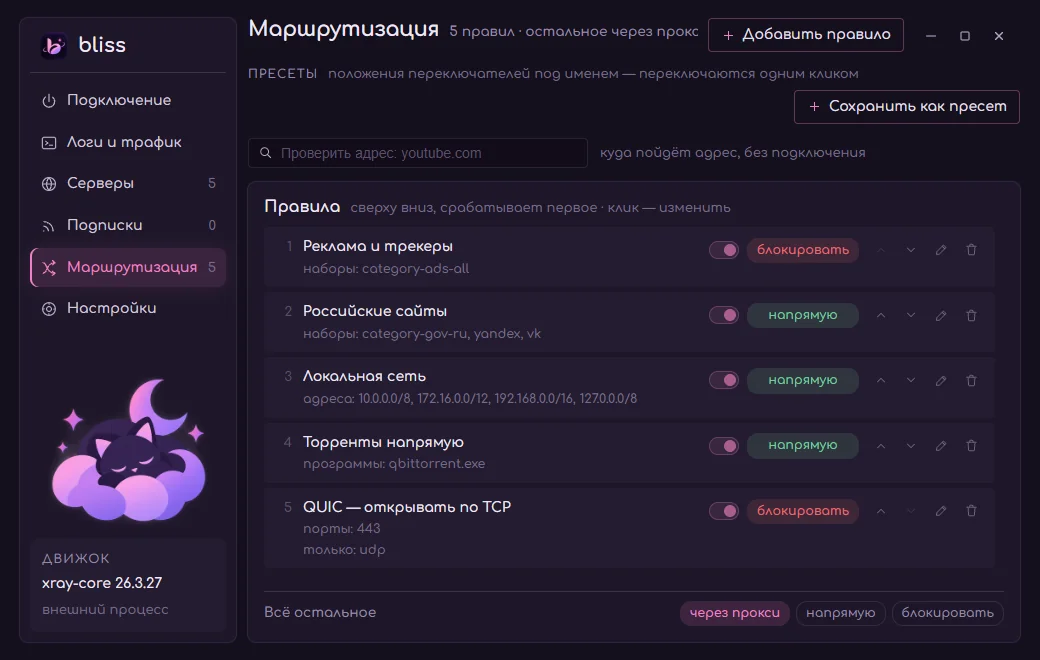 bliss
Подключение
Логи и трафик
Серверы 5
Подписки 0
Маршрутизация 5
Настройки
ДВИЖОК
xray-core 26.3.27
внешний процесс
Маршрутизация 5 правил · остальное через прокс
+ Добавить правило
ПРЕСЕТЫ положения переключателей под именем — переключаются одним кликом
+ Сохранить как пресет
Проверить адрес: youtube.com куда пойдёт адрес, без подключения
Правила сверху вниз, срабатывает первое · клик — изменить
1 Реклама и трекеры блокировать
наборы: category-ads-all
2 Российские сайты напрямую
наборы: category-gov-ru, yandex, vk
3 Локальная сеть напрямую
адреса: 10.0.0.0/8, 172.16.0.0/12, 192.168.0.0/16, 127.0.0.0/8
4 Торренты напрямую напрямую
программы: qbittorrent.exe
5 QUIC — открывать по TCP блокировать
порты: 443
только: udp
Всё остальное через прокси напрямую блокировать